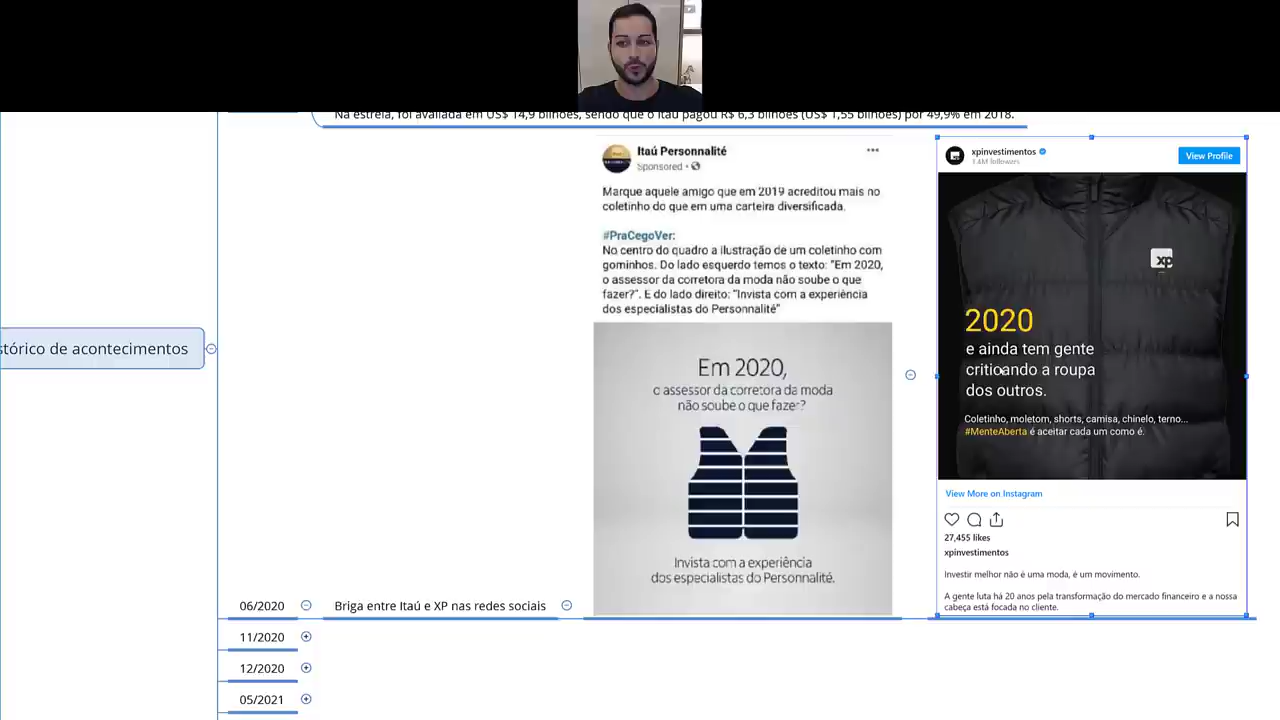 Na estreia, foi avaliada em US$ 14,9 bilhões, sendo que o Itaú pagou R$ 6,3 bilhões (US$ 1,55 bilhões) por 49,9% em 2018.
Itaú Personnalité
Sponsored •
Marque aquele amigo que em 2019 acreditou mais no
coletinho do que em uma carteira diversificada.
#PraCegoVer:
No centro do quadro a ilustração de um coletinho com
gominhos. Do lado esquerdo temos o texto: "Em 2020,
o assessor da corretora da moda não soube o que
fazer?". E do lado direito: "Invista com a experiência
dos especialistas do Personnalité"
Em 2020,
o assessor da corretora da moda
não soube o que fazer?
Invista com a experiência
dos especialistas do Personnalité.
xpinvestimentos
1.4M followers
View Profile
xp
2020
e ainda tem gente
criticando a roupa
dos outros.
Coletinho, moletom, shorts, camisa, chinelo, terno...
#MenteAberta é aceitar cada um como é.
View More on Instagram
27,455 likes
xpinvestimentos
Investir melhor não é uma moda, é um movimento.
A gente luta há 20 anos pela transformação do mercado financeiro e a nossa
cabeça está focada no cliente.
stórico de acontecimentos
06/2020
Briga entre Itaú e XP nas redes sociais
11/2020
12/2020
05/2021